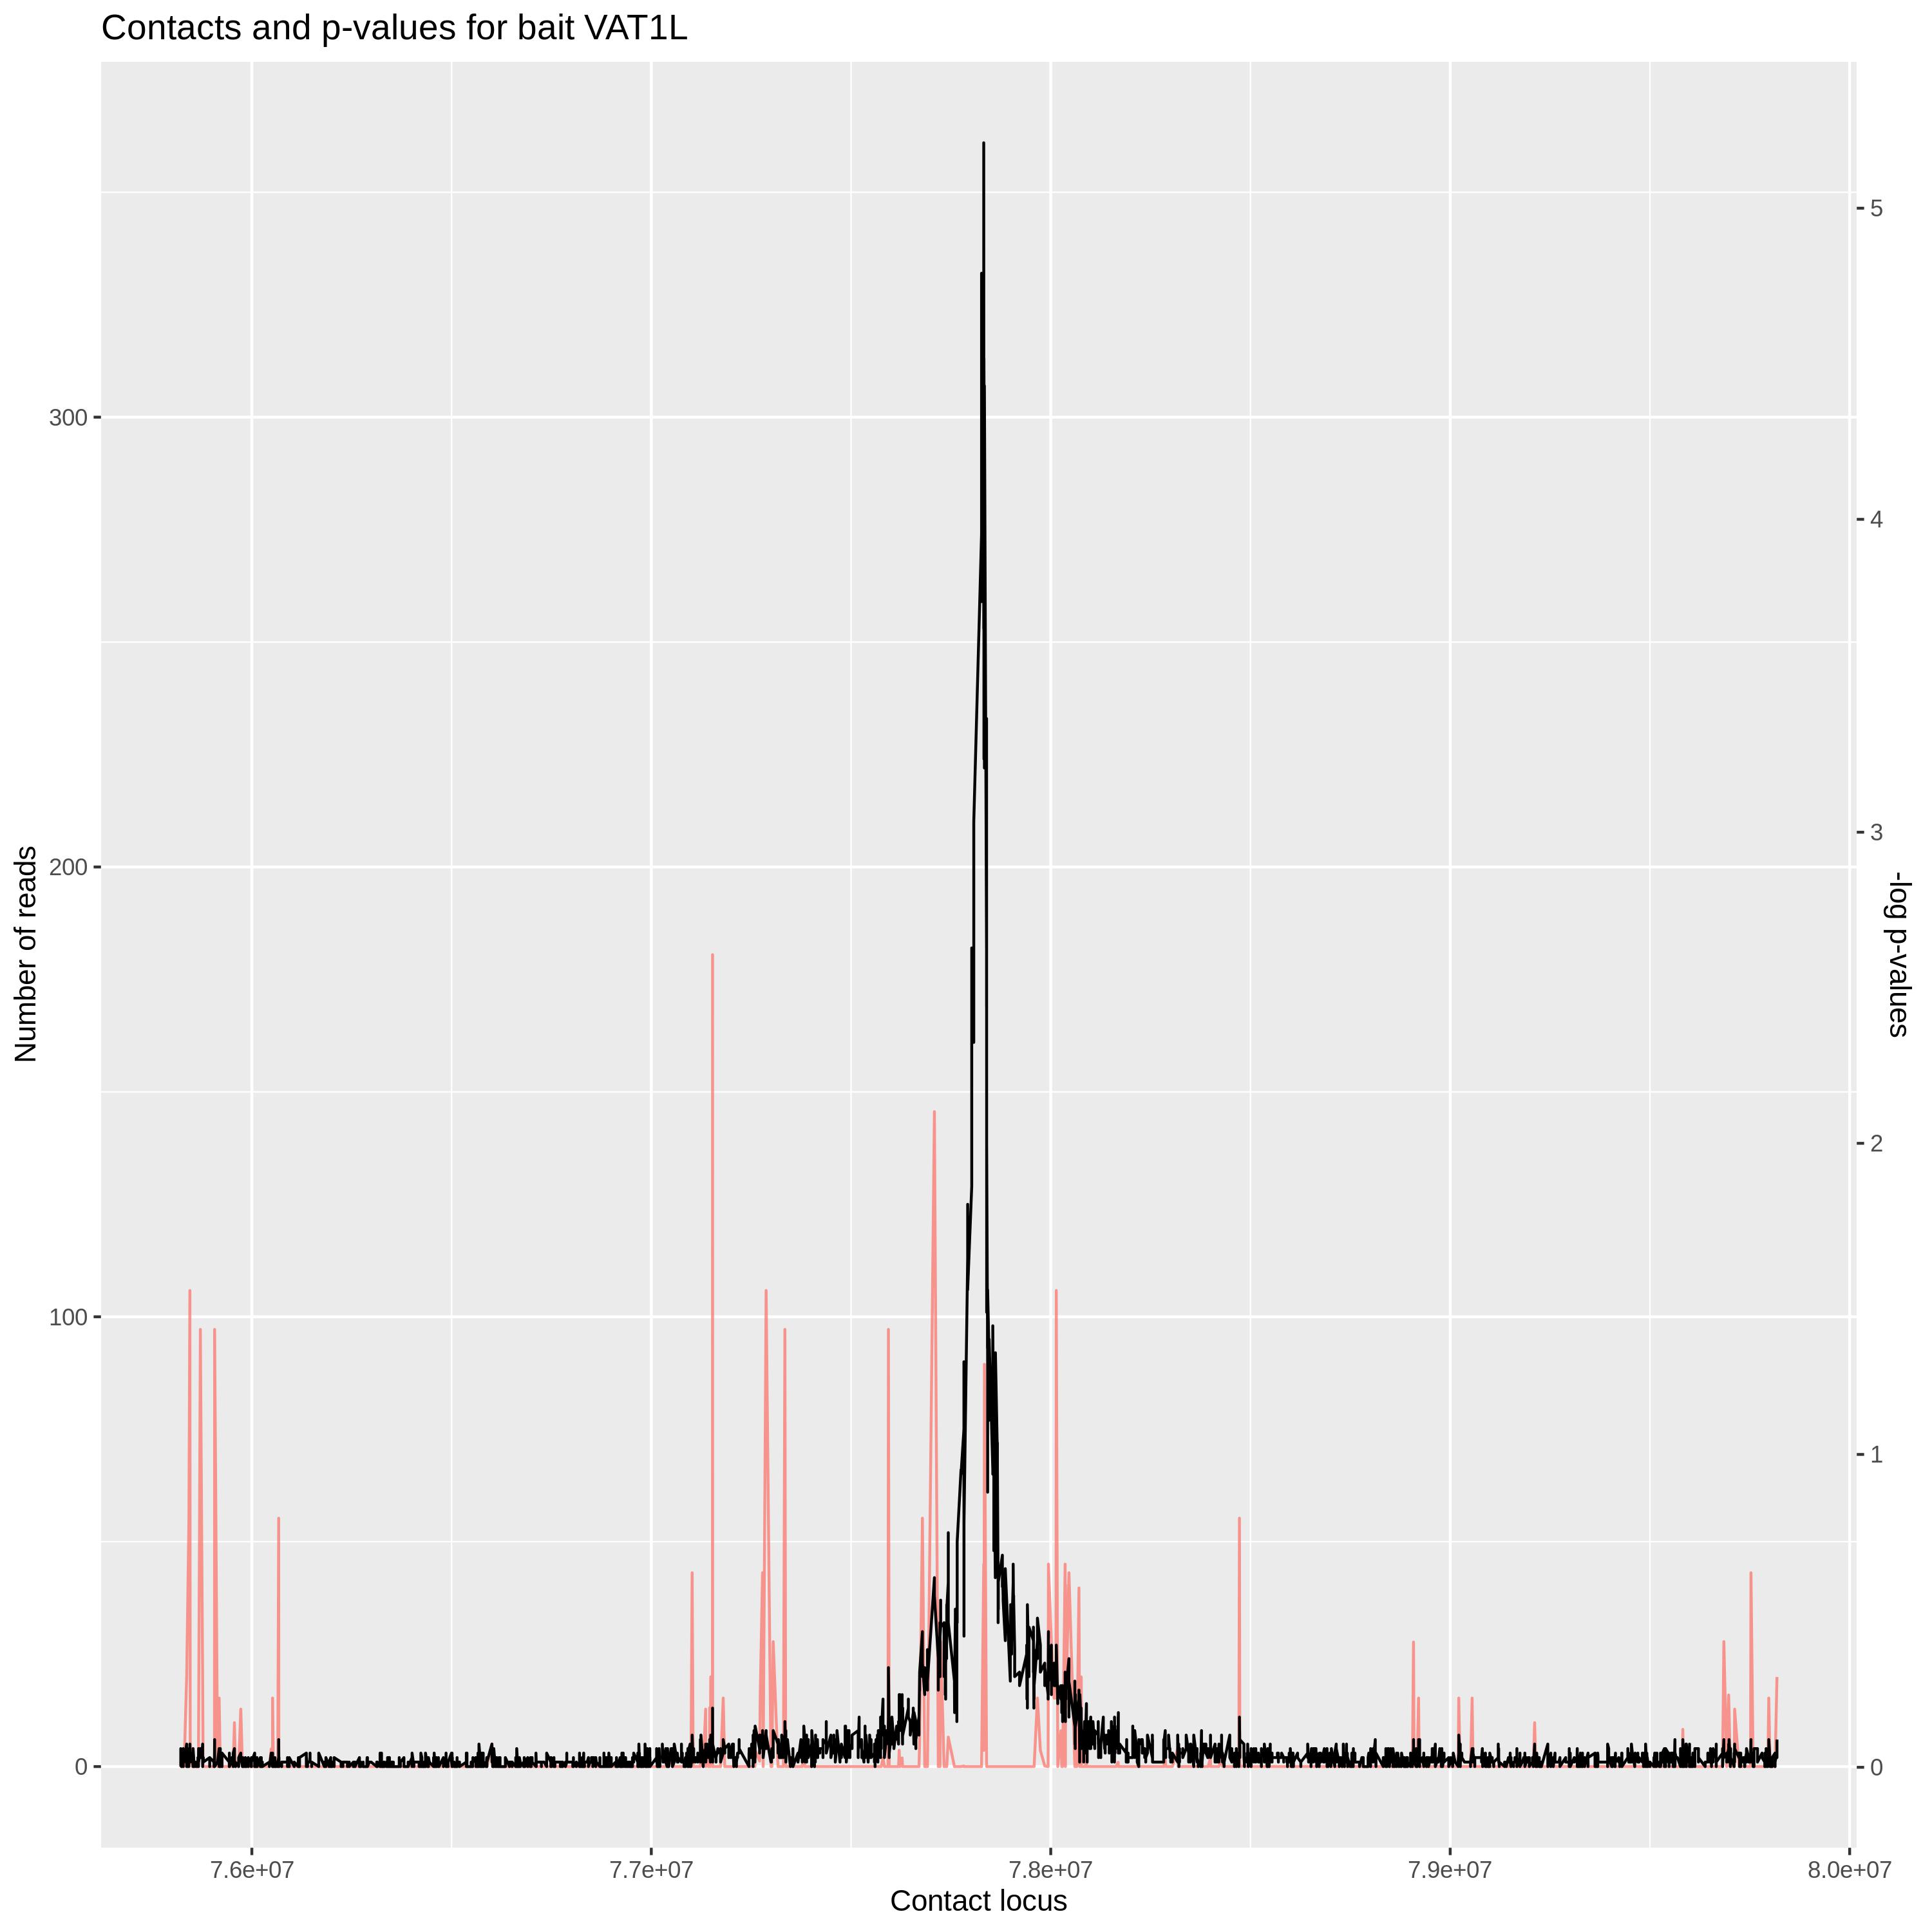 Contacts and p-values for bait VAT1L
Number of reads
300
200
100
0
5
4
3
2
1
0
-log p-values
7.6e+07
7.7e+07
7.8e+07
7.9e+07
8.0e+07
Contact locus